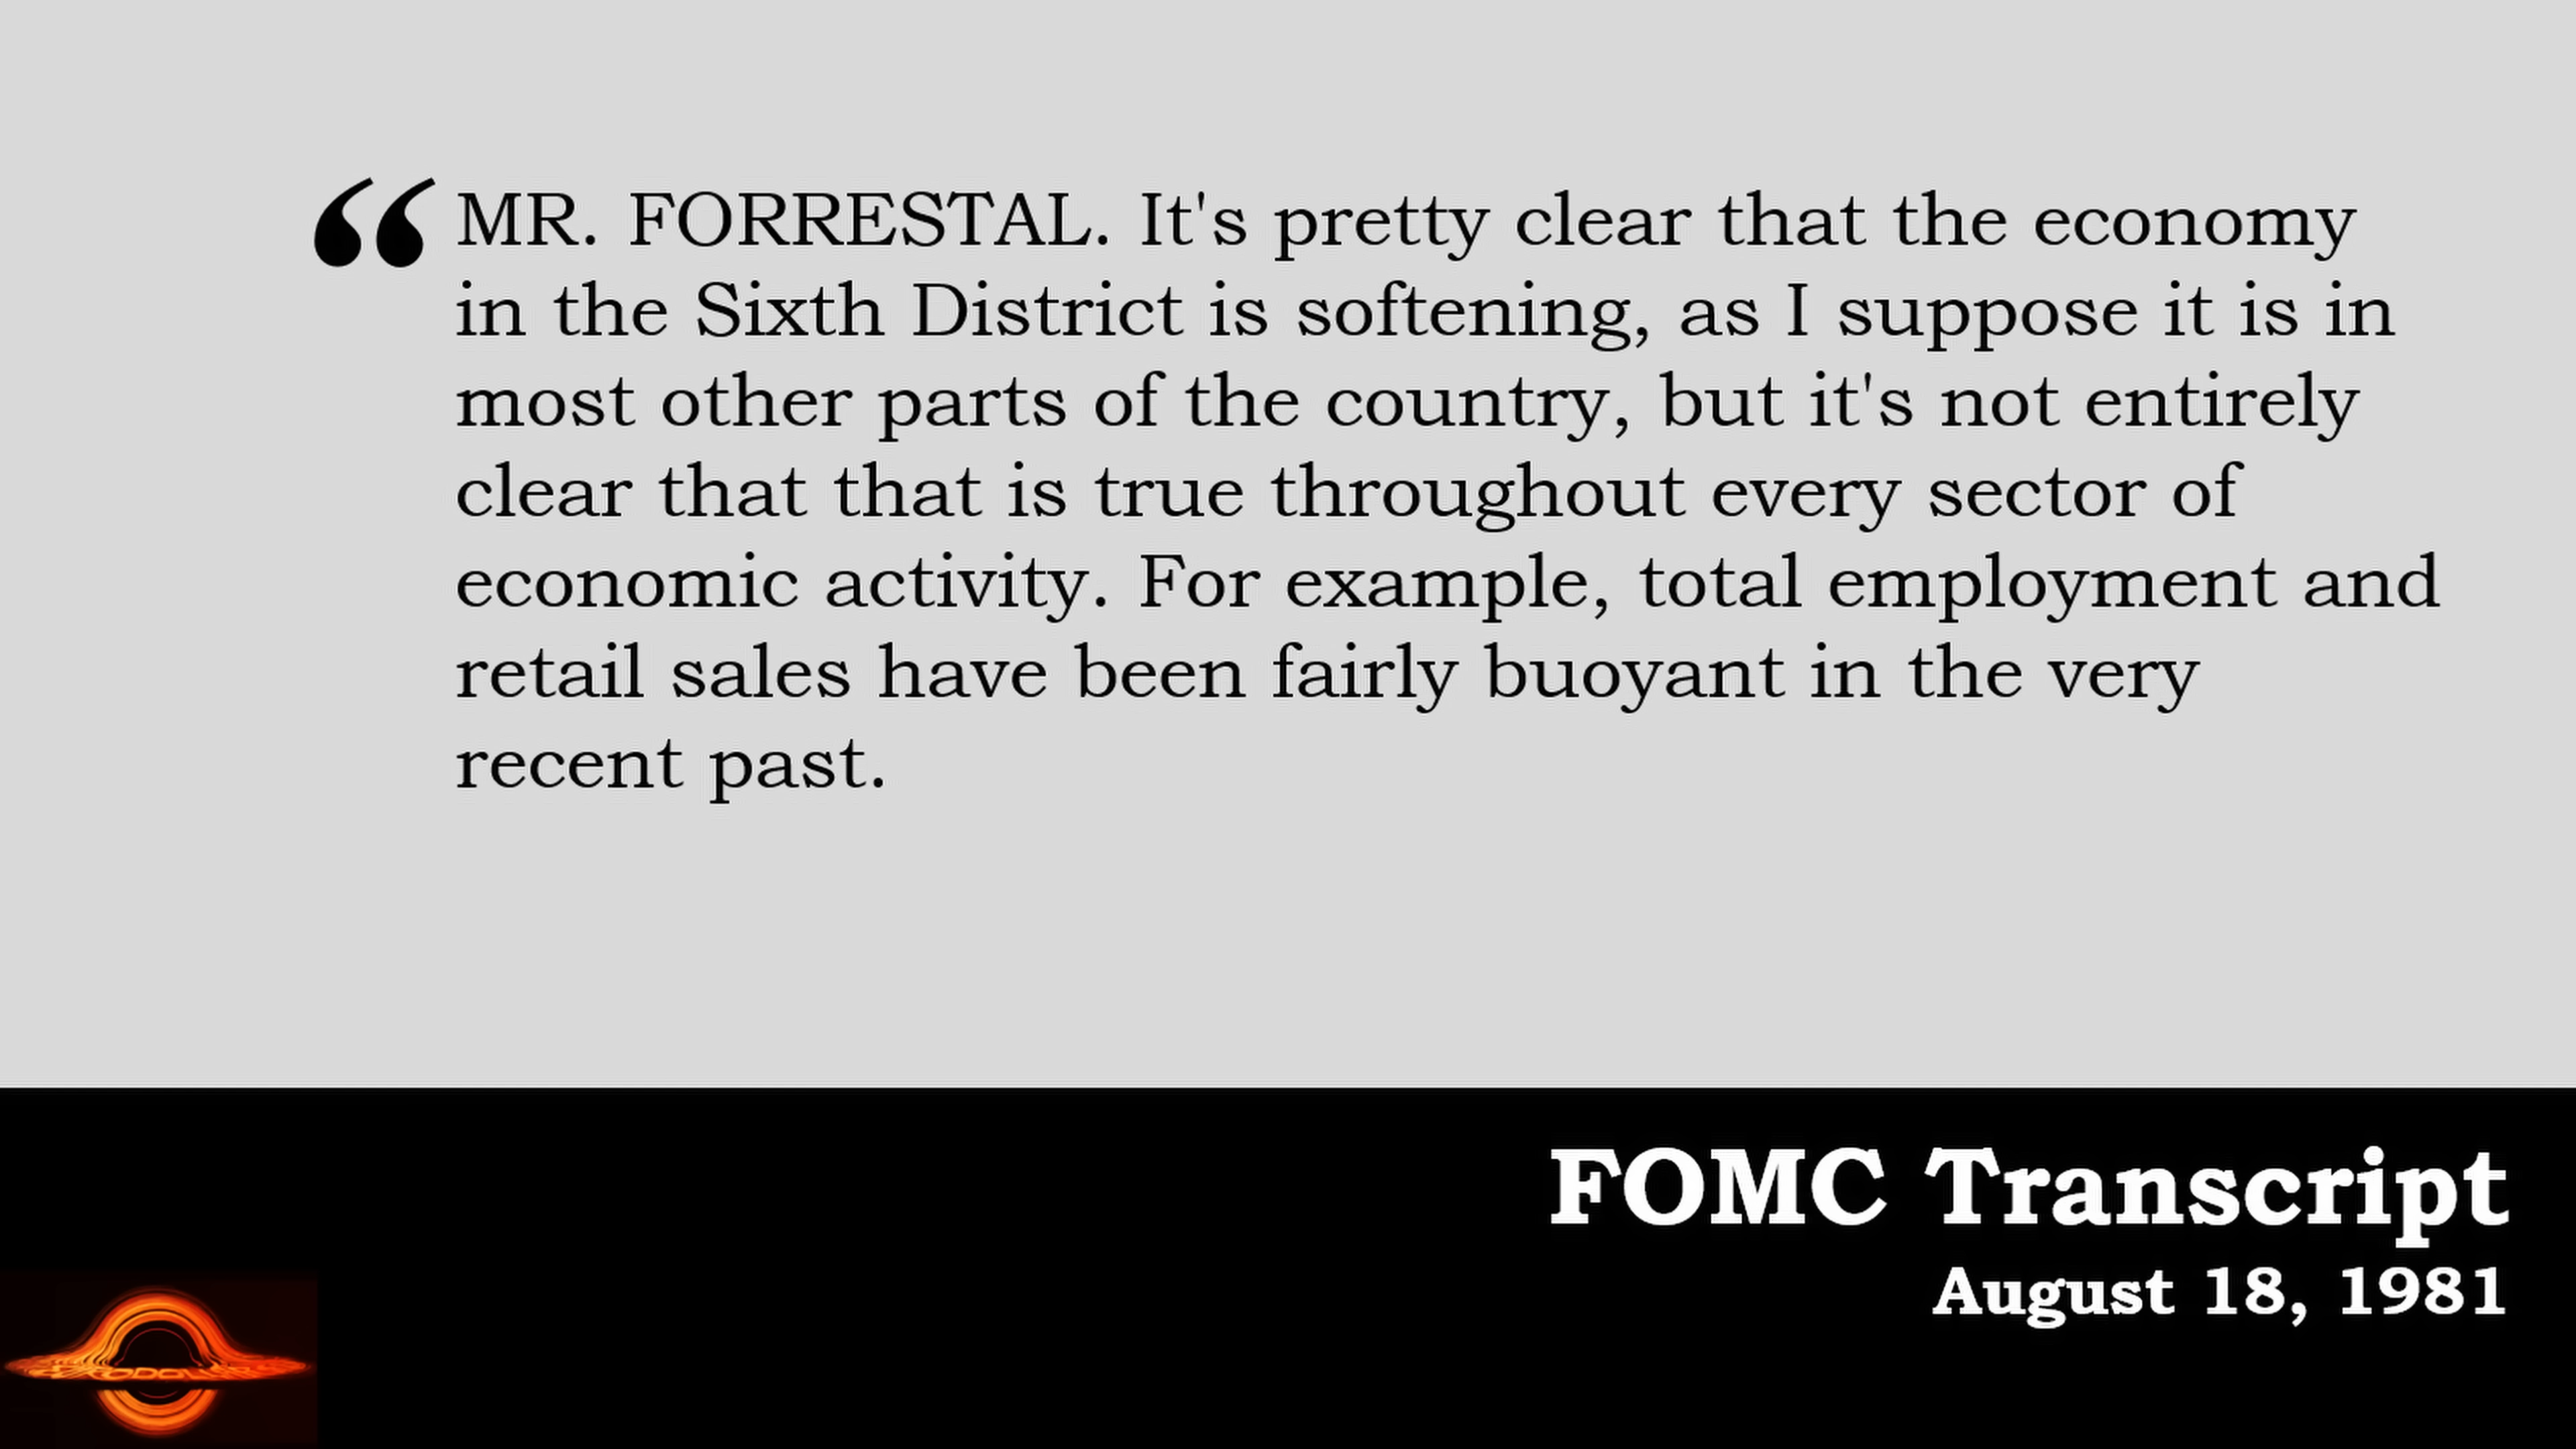 “MR. FORRESTAL. It's pretty clear that the economy
in the Sixth District is softening, as I suppose it is in
most other parts of the country, but it's not entirely
clear that that is true throughout every sector of
economic activity. For example, total employment and
retail sales have been fairly buoyant in the very
recent past.
FOMC Transcript
August 18, 1981